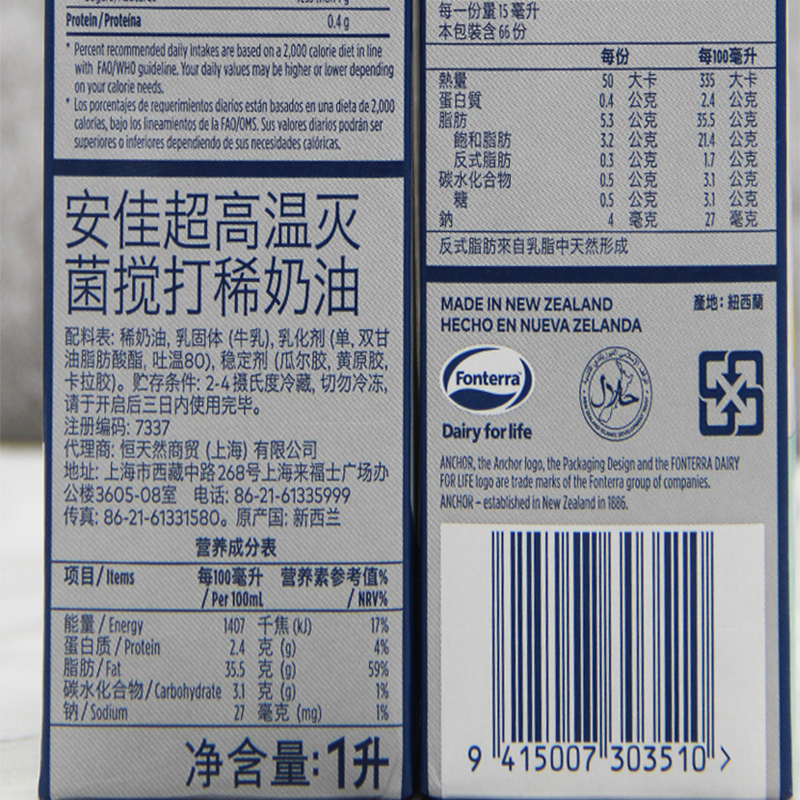 Protein/Proteína 0.4 g
* Percent recommended daily intakes are based on a 2,000 calorie diet in line
with FAO/WHO guideline. Your daily values may be higher or lower depending
on your calorie needs.
* Los porcentajes de requerimientos diarios están basados en una dieta de 2,000
calorías, bajo los lineamientos de la FAO/OMS. Sus valores diarios podrán ser
superiores o inferiores dependiendo de sus necesidades calóricas.
安佳超高温灭
菌搅打稀奶油
配料表: 稀奶油, 乳固体 (牛乳), 乳化剂 (单, 双甘
油脂肪酸酯, 吐温80), 稳定剂 (瓜尔胶, 黄原胶,
卡拉胶)。贮存条件: 2-4摄氏度冷藏, 切勿冷冻,
请于开启后三日内使用完毕。
注册编码: 7337
代理商: 恒天然商贸 (上海) 有限公司
地址: 上海市西藏中路268号上海来福士广场办
公楼3605-08室 电话: 86-21-61335999
传真: 86-21-61331580。原产国: 新西兰
营养成分表
项目/Items 每100毫升 营养素参考值%
/Per 100mL /NRV%
能量/Energy 1407 千焦 (kJ) 17%
蛋白质/Protein 2.4 克 (g) 4%
脂肪/Fat 35.5 克 (g) 59%
碳水化合物/Carbohydrate 3.1 克 (g) 1%
钠/Sodium 27 毫克 (mg) 1%
净含量:1升
每一份量15毫升
本包裝含66份
每份 每100毫升
熱量 50 大卡 335 大卡
蛋白質 0.4 公克 2.4 公克
脂肪 5.3 公克 35.5 公克
飽和脂肪 3.2 公克 21.4 公克
反式脂肪 0.3 公克 1.7 公克
碳水化合物 0.5 公克 3.1 公克
糖 0.5 公克 3.1 公克
鈉 4 毫克 27 毫克
反式脂肪來自乳脂中天然形成
MADE IN NEW ZEALAND 產地:紐西蘭
HECHO EN NUEVA ZELANDA
Fonterra
حلال
Dairy for life
ANCHOR, the Anchor logo, the Packaging Design and the FONTERRA DAIRY
FOR LIFE logo are trade marks of the Fonterra group of companies.
ANCHOR – established in New Zealand in 1886.
9 415007 303510 >